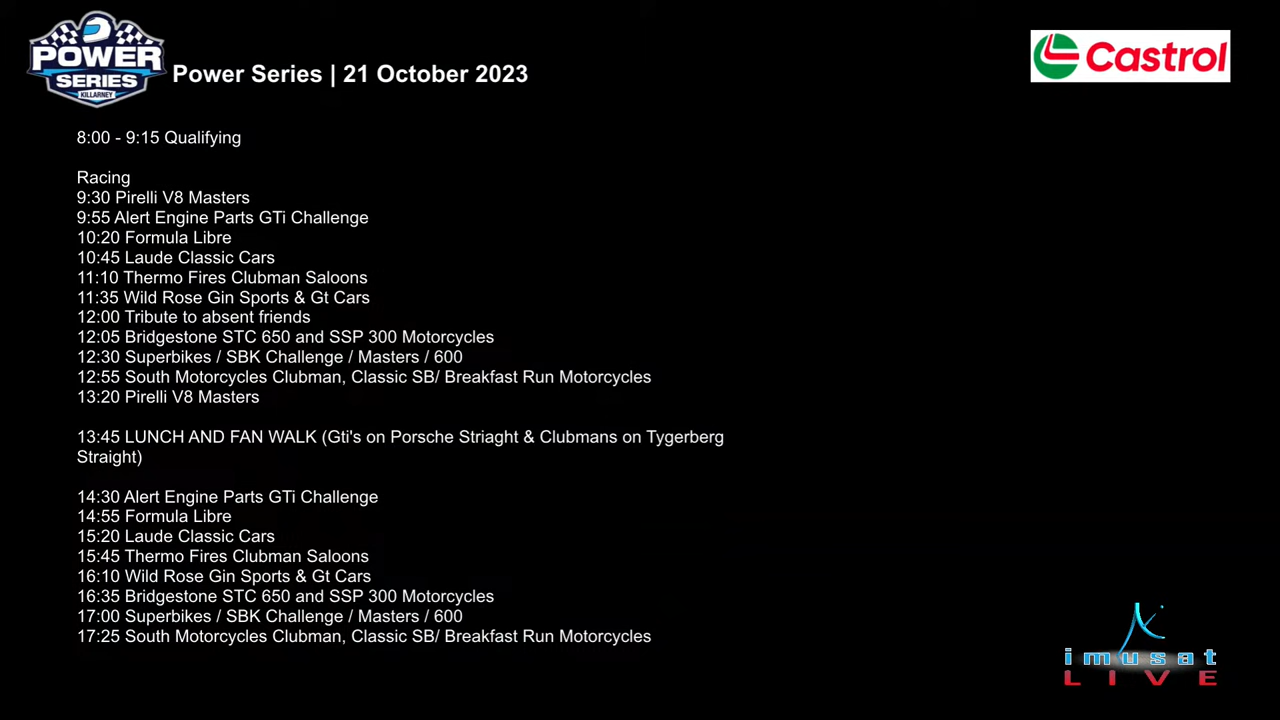 POWER
SERIES
KILLARNEY
Power Series | 21 October 2023
Castrol
8:00 - 9:15 Qualifying
Racing
9:30 Pirelli V8 Masters
9:55 Alert Engine Parts GTi Challenge
10:20 Formula Libre
10:45 Laude Classic Cars
11:10 Thermo Fires Clubman Saloons
11:35 Wild Rose Gin Sports & Gt Cars
12:00 Tribute to absent friends
12:05 Bridgestone STC 650 and SSP 300 Motorcycles
12:30 Superbikes / SBK Challenge / Masters / 600
12:55 South Motorcycles Clubman, Classic SB/ Breakfast Run Motorcycles
13:20 Pirelli V8 Masters
13:45 LUNCH AND FAN WALK (Gti's on Porsche Striaght & Clubmans on Tygerberg
Straight)
14:30 Alert Engine Parts GTi Challenge
14:55 Formula Libre
15:20 Laude Classic Cars
15:45 Thermo Fires Clubman Saloons
16:10 Wild Rose Gin Sports & Gt Cars
16:35 Bridgestone STC 650 and SSP 300 Motorcycles
17:00 Superbikes / SBK Challenge / Masters / 600
17:25 South Motorcycles Clubman, Classic SB/ Breakfast Run Motorcycles
imusat
LIVE